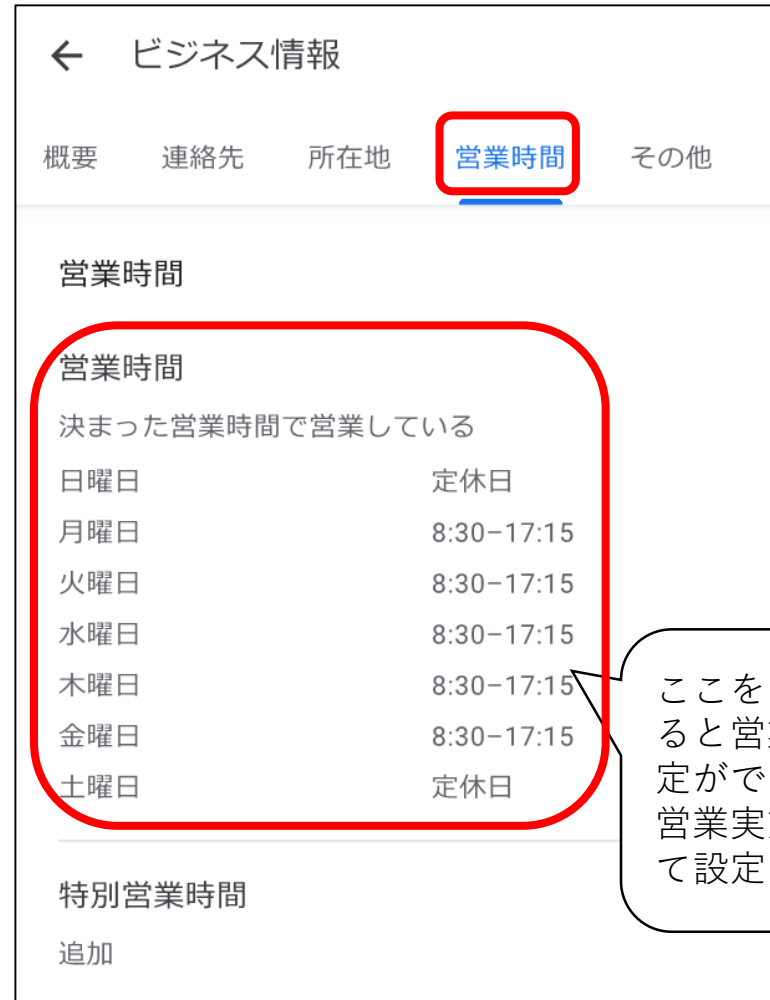 ← ビジネス情報
概要 連絡先 所在地 営業時間 その他
営業時間
営業時間
決まった営業時間で営業している
日曜日 定休日
月曜日 8:30–17:15
火曜日 8:30–17:15
水曜日 8:30–17:15
木曜日 8:30–17:15
金曜日 8:30–17:15
土曜日 定休日
ここを
ると営
定がで
営業実
て設定
特別営業時間
追加